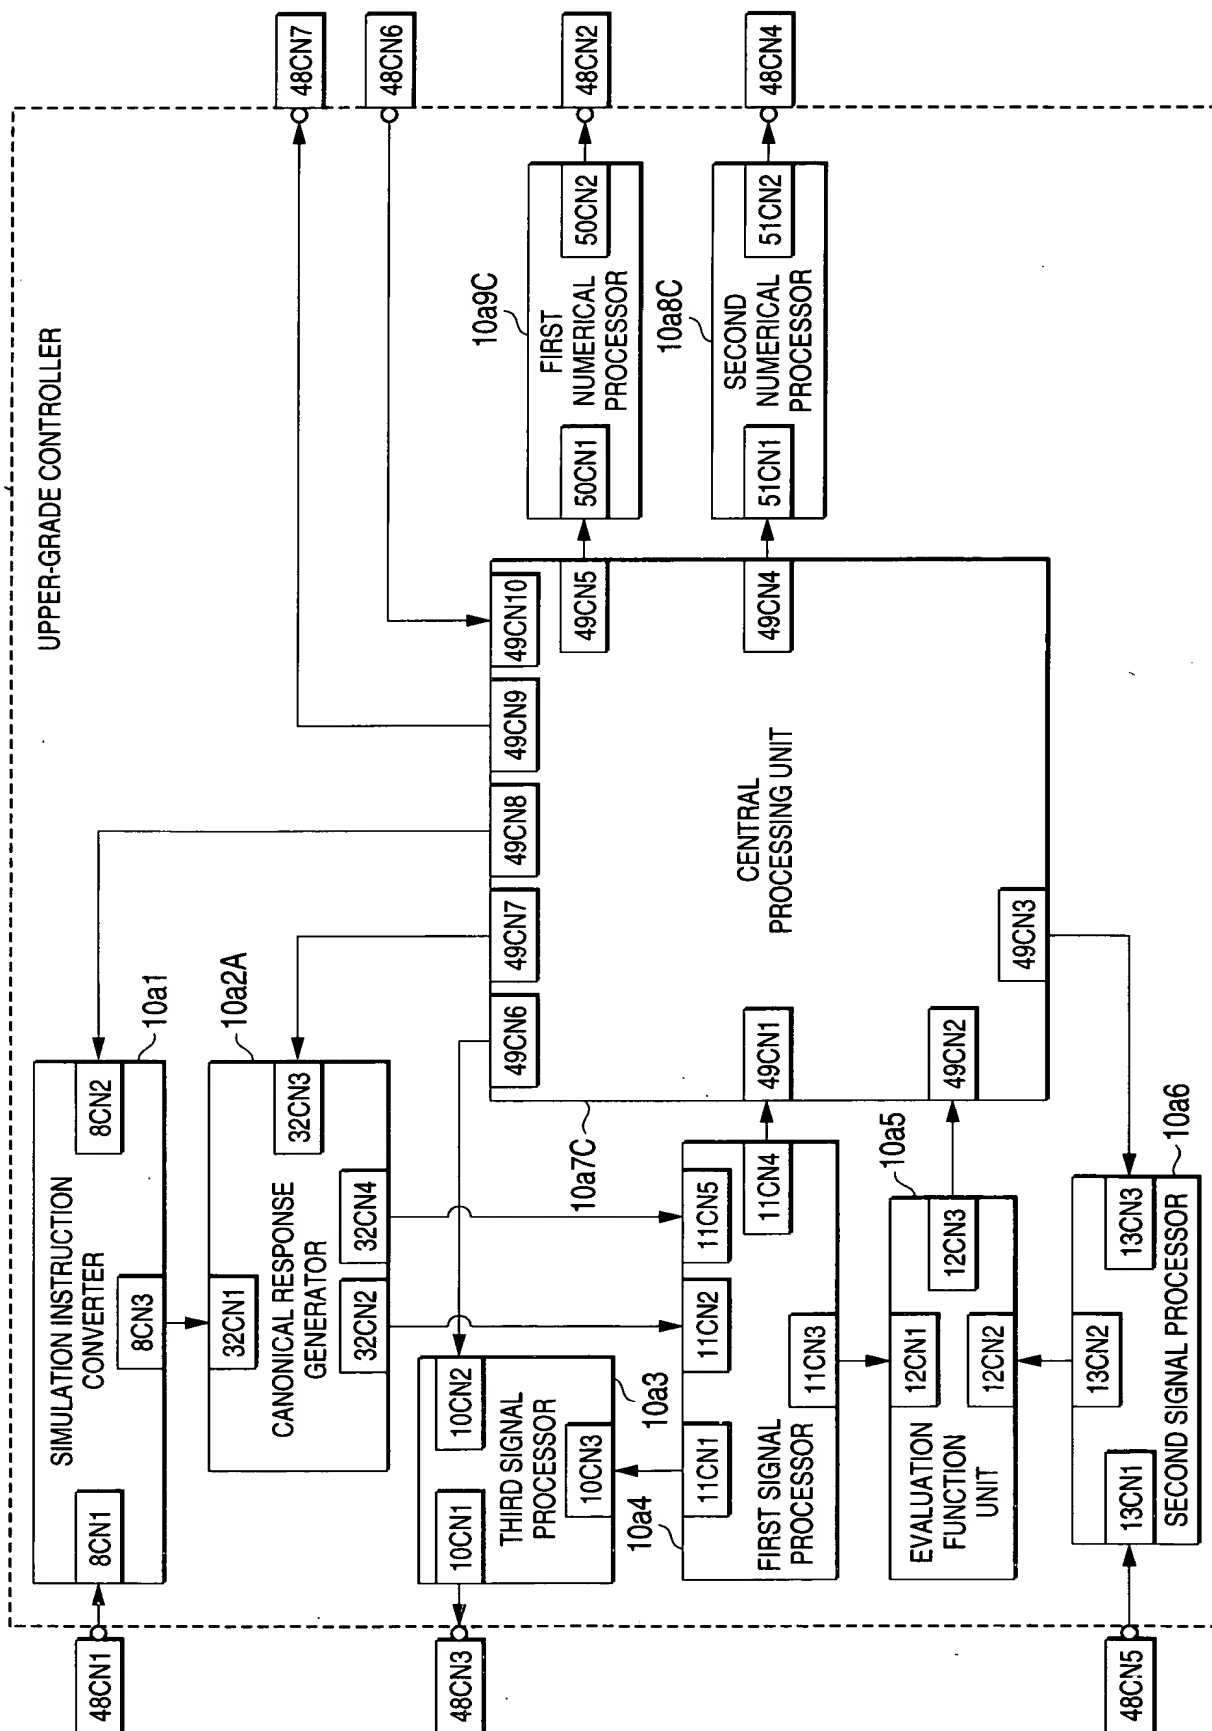 UPPER-GRADE CONTROLLER
48CN1
8CN1
SIMULATION INSTRUCTION
CONVERTER
8CN3
8CN2
10a1
32CN1
CANONICAL RESPONSE
GENERATOR
32CN2
32CN4
32CN3
10a2A
48CN3
10CN1
THIRD SIGNAL
PROCESSOR
10CN2
10CN3
10a3
10a4
11CN1
11CN2
11CN5
FIRST SIGNAL
PROCESSOR
11CN3
11CN4
10a5
EVALUATION
FUNCTION
UNIT
12CN1
12CN2
12CN3
48CN5
13CN1
13CN2
13CN3
SECOND SIGNAL PROCESSOR
10a6
10a7C
49CN6
49CN7
49CN8
49CN9
49CN10
49CN1
49CN2
49CN3
CENTRAL
PROCESSING UNIT
49CN5
49CN4
10a9C
FIRST
NUMERICAL
PROCESSOR
50CN1
50CN2
10a8C
SECOND
NUMERICAL
PROCESSOR
51CN1
51CN2
48CN7
48CN6
48CN2
48CN4